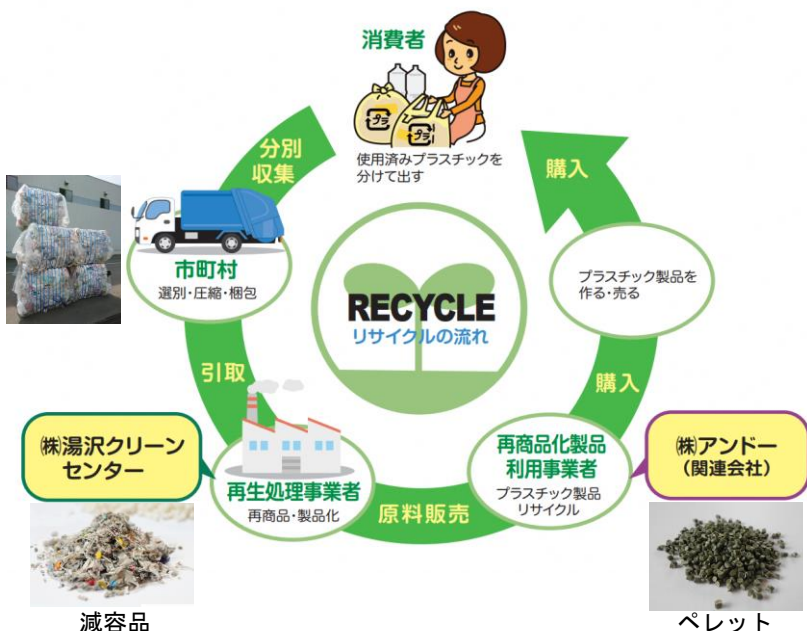 消費者
プラ
プラ
使用済みプラスチックを
分けて出す
分別
収集
市町村
選別・圧縮・梱包
引取
㈱湯沢クリーン
センター
再生処理事業者
再商品・製品化
減容品
原料販売
再商品化製品
利用事業者
プラスチック製品
リサイクル
㈱アンドー
(関連会社)
ペレット
購入
プラスチック製品を
作る・売る
購入
RECYCLE
リサイクルの流れ